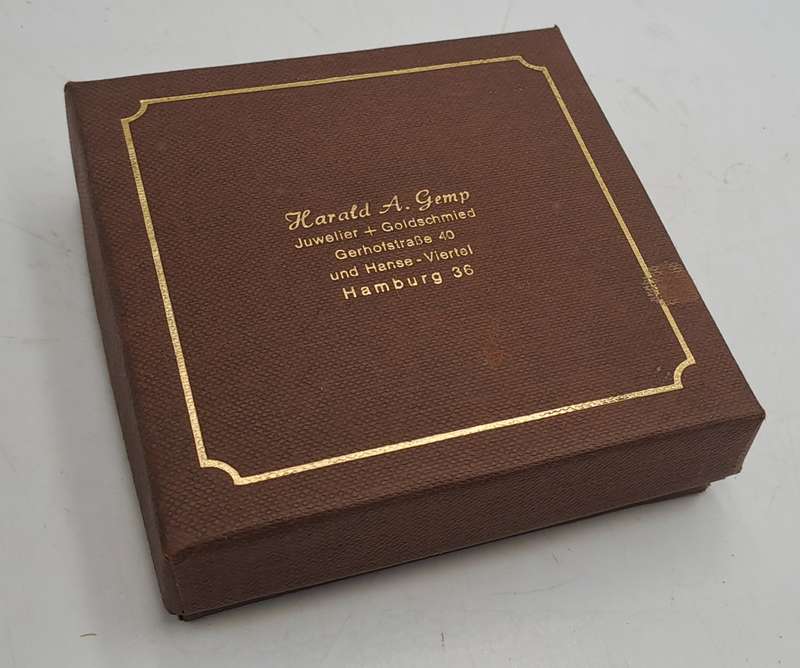 Harald A. Gemp
Juwelier + Goldschmied
Gerhofstraße 40
und Hanse-Viertel
Hamburg 36